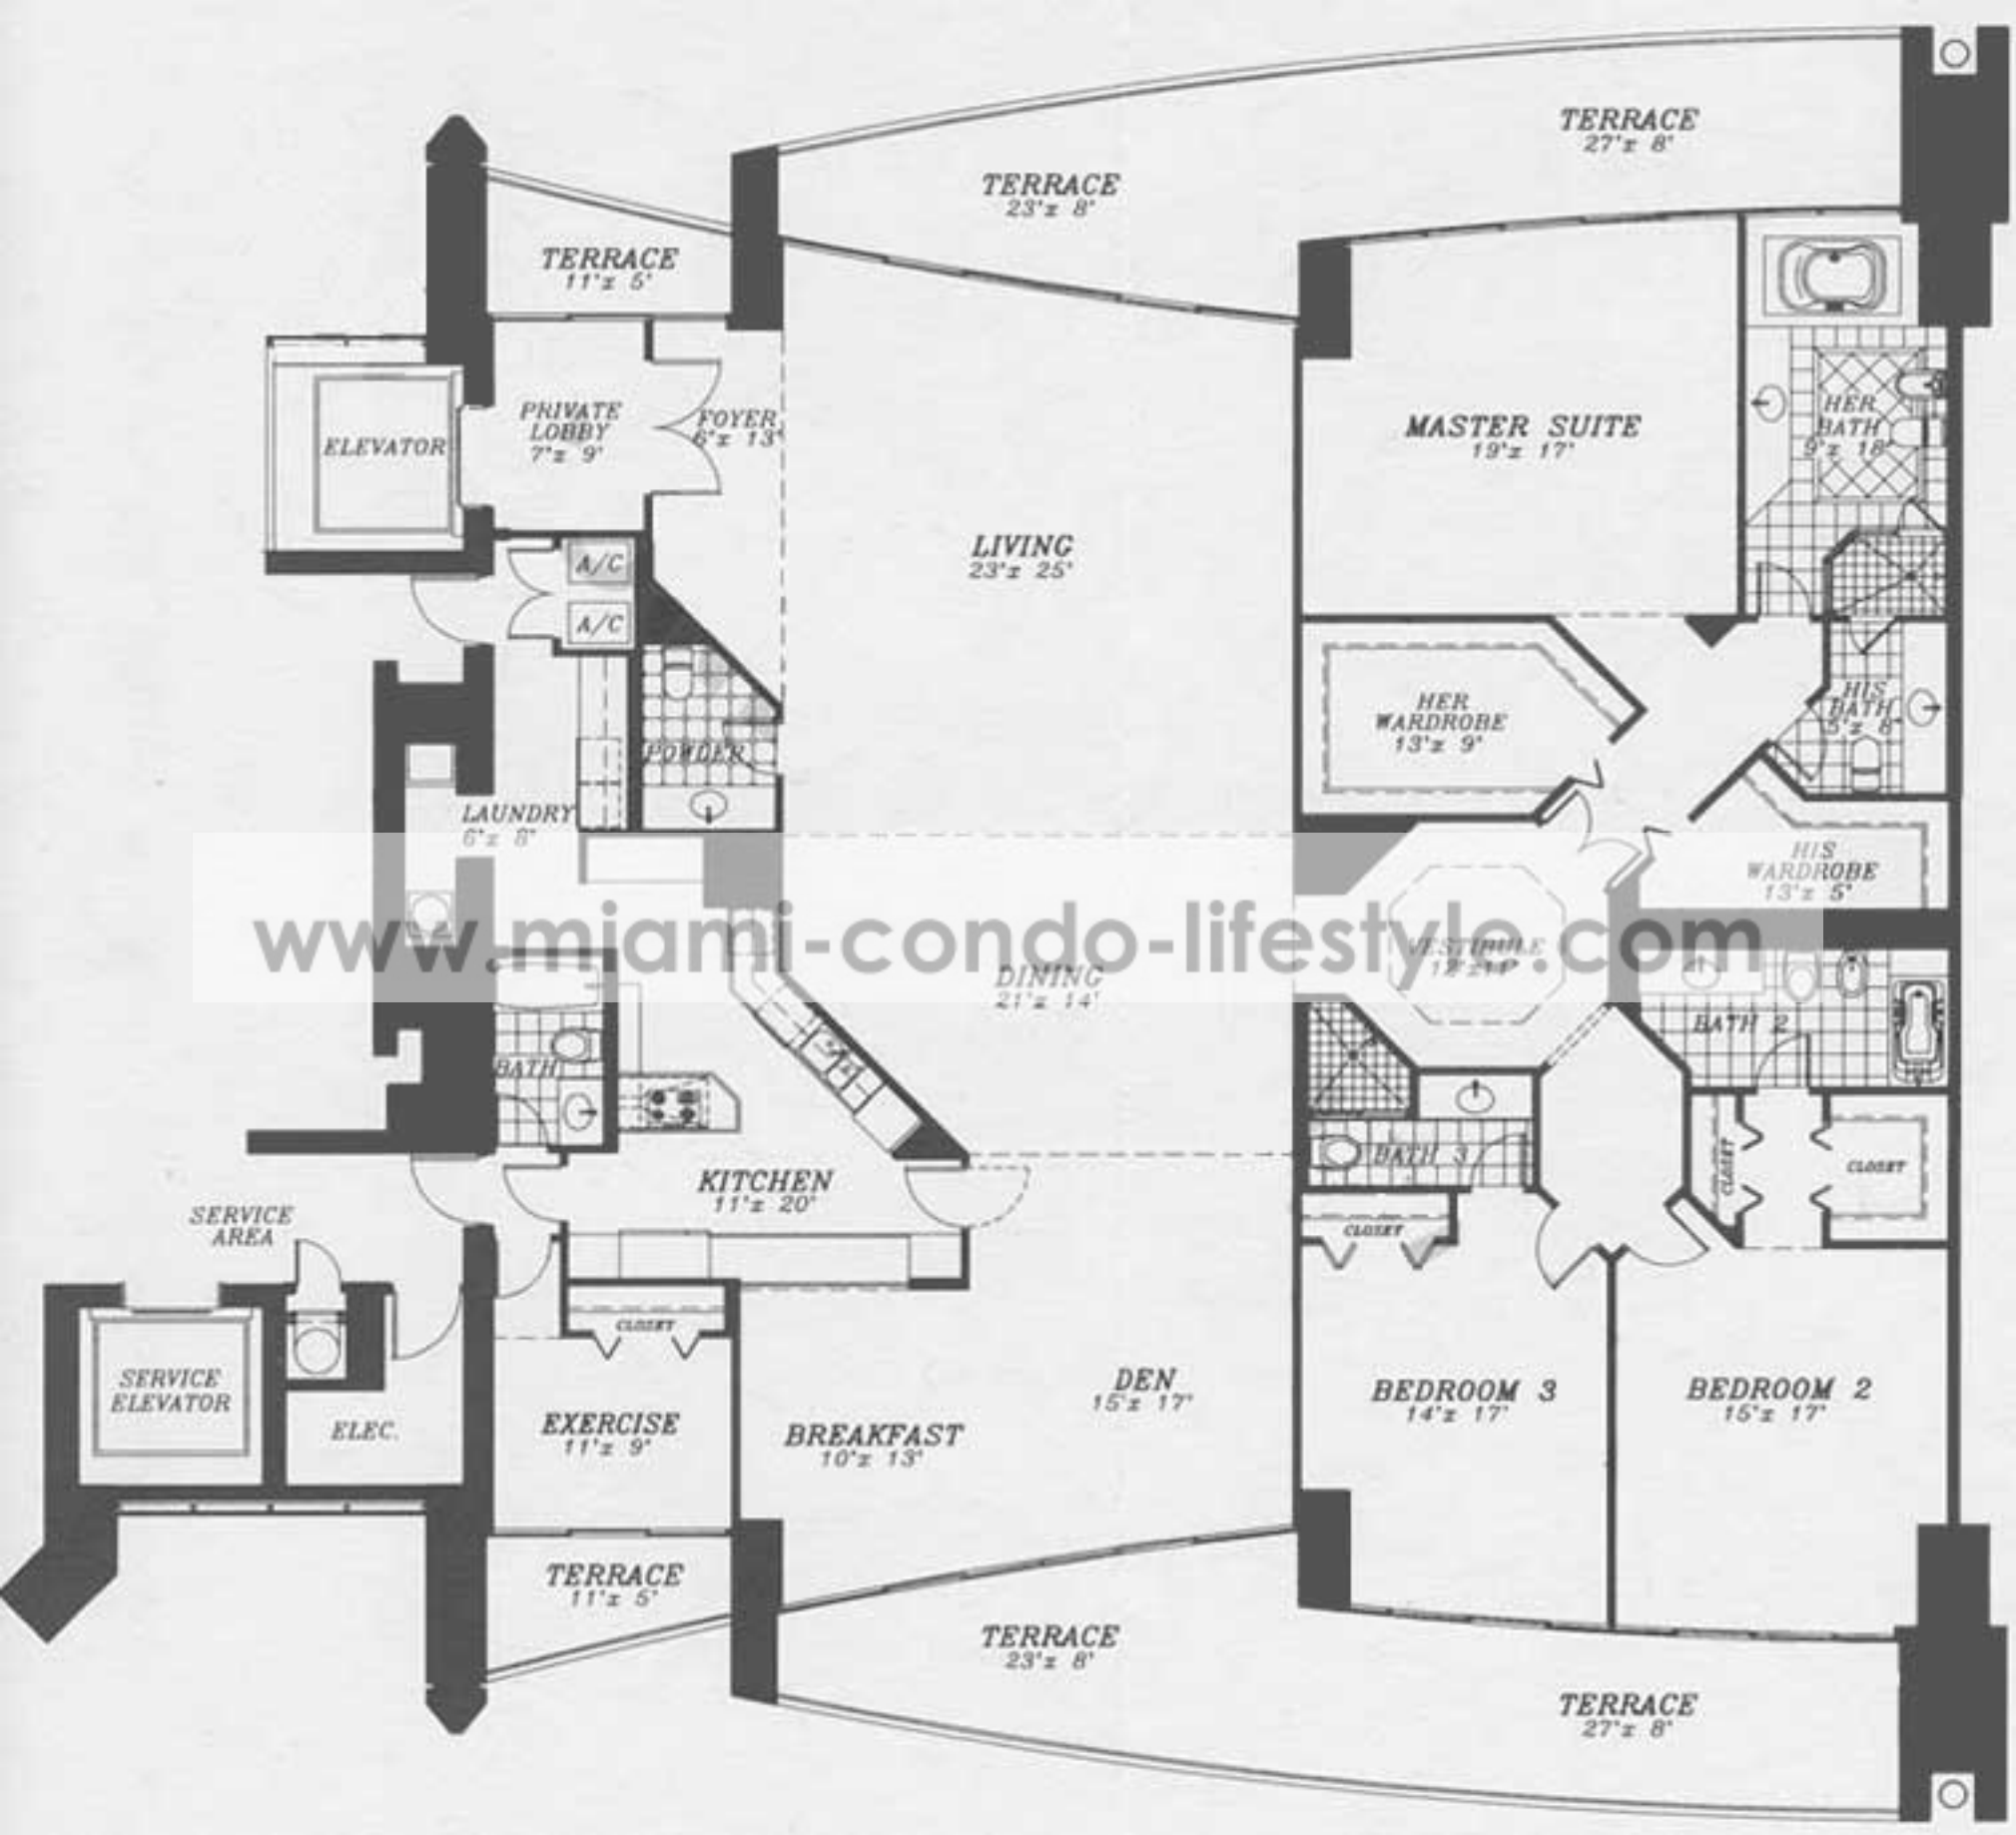 TERRACE
27'x 8'
TERRACE
23'x 8'
TERRACE
11'x 5'
ELEVATOR
PRIVATE
LOBBY
7'x 9'
FOYER
6'x 13'
MASTER SUITE
19'x 17'
HER
BATH
9'x 18'
LIVING
23'x 25'
A/C
A/C
POWDER
HER
WARDROBE
13'x 9'
HIS
BATH
5'x 8'
LAUNDRY
6'x 8'
HIS
WARDROBE
13'x 5'
www.miami-condo-lifestyle.com
VESTIBULE
DINING
21'x 14'
BATH 2
BATH
BATH 3
CLOSET
CLOSET
KITCHEN
11'x 20'
SERVICE
AREA
CLOSET
CLOSET
SERVICE
ELEVATOR
ELEC.
EXERCISE
11'x 9'
BREAKFAST
10'x 13'
DEN
15'x 17'
BEDROOM 3
14'x 17'
BEDROOM 2
15'x 17'
TERRACE
11'x 5'
TERRACE
23'x 8'
TERRACE
27'x 8'